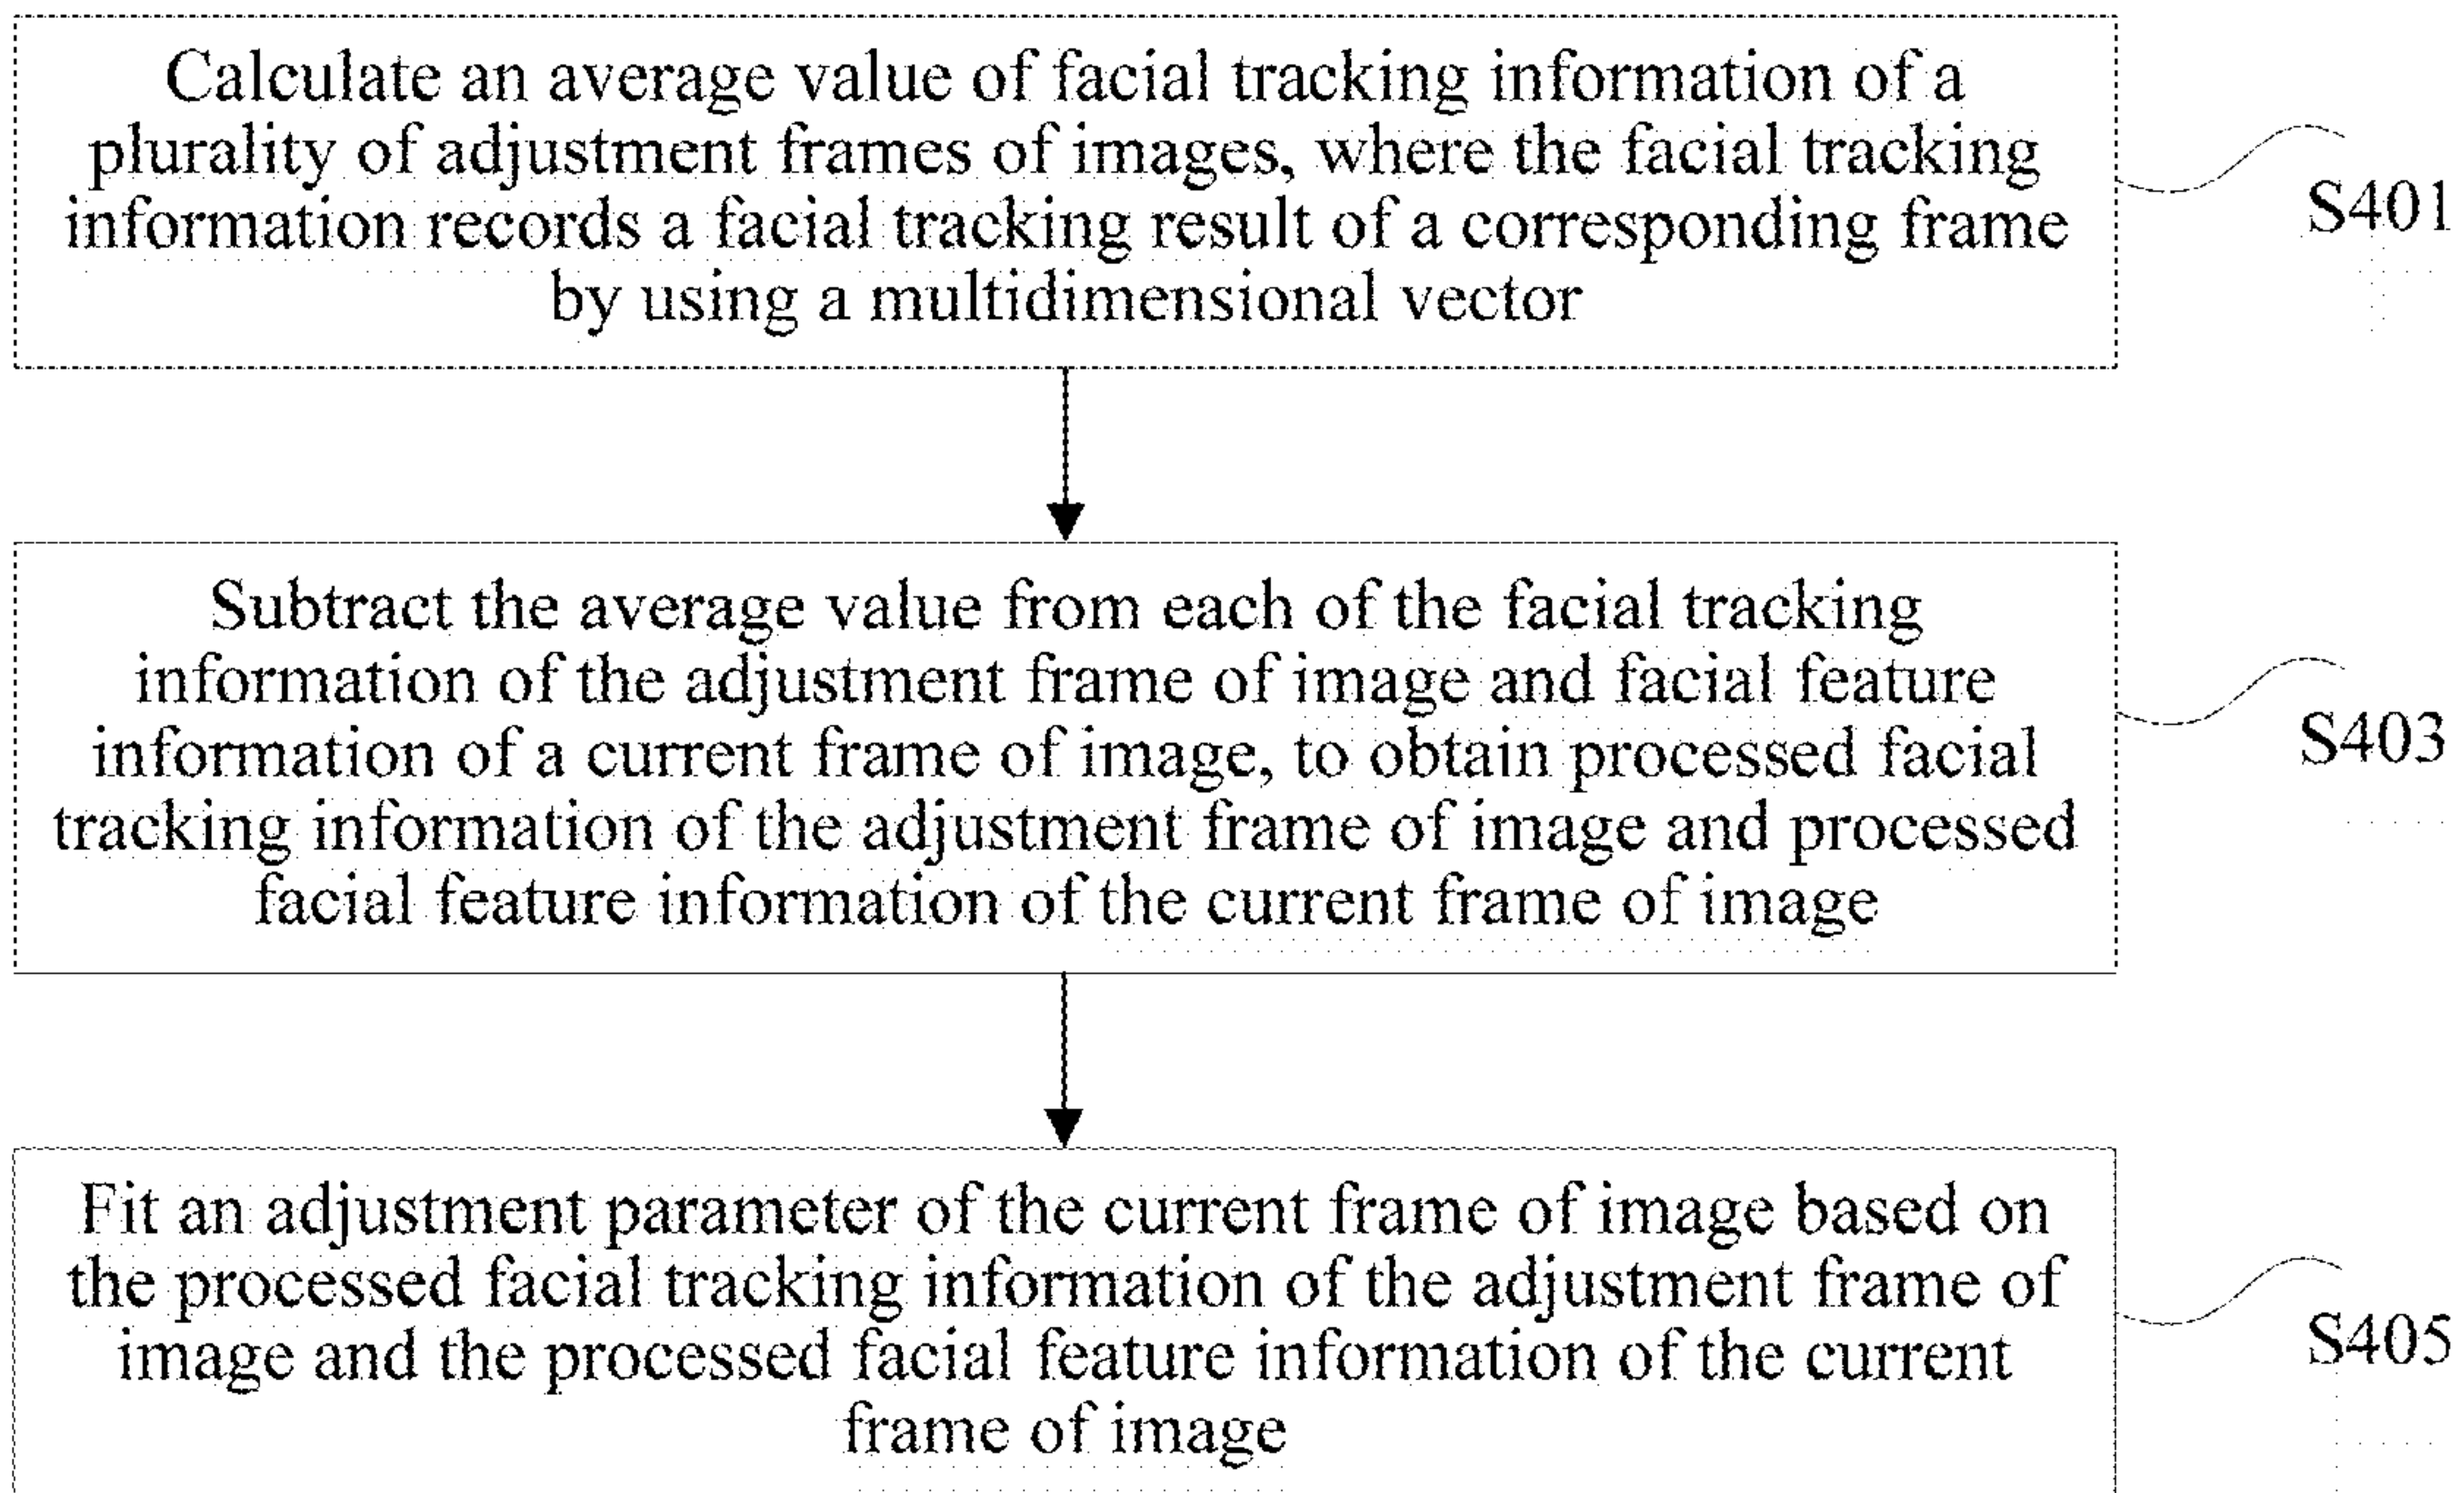 Calculate an average value of facial tracking information of a
plurality of adjustment frames of images, where the facial tracking
information records a facial tracking result of a corresponding frame
by using a multidimensional vector
S401
Subtract the average value from each of the facial tracking
information of the adjustment frame of image and facial feature
information of a current frame of image, to obtain processed facial
tracking information of the adjustment frame of image and processed
facial feature information of the current frame of image
S403
Fit an adjustment parameter of the current frame of image based on
the processed facial tracking information of the adjustment frame of
image and the processed facial feature information of the current
frame of image
S405